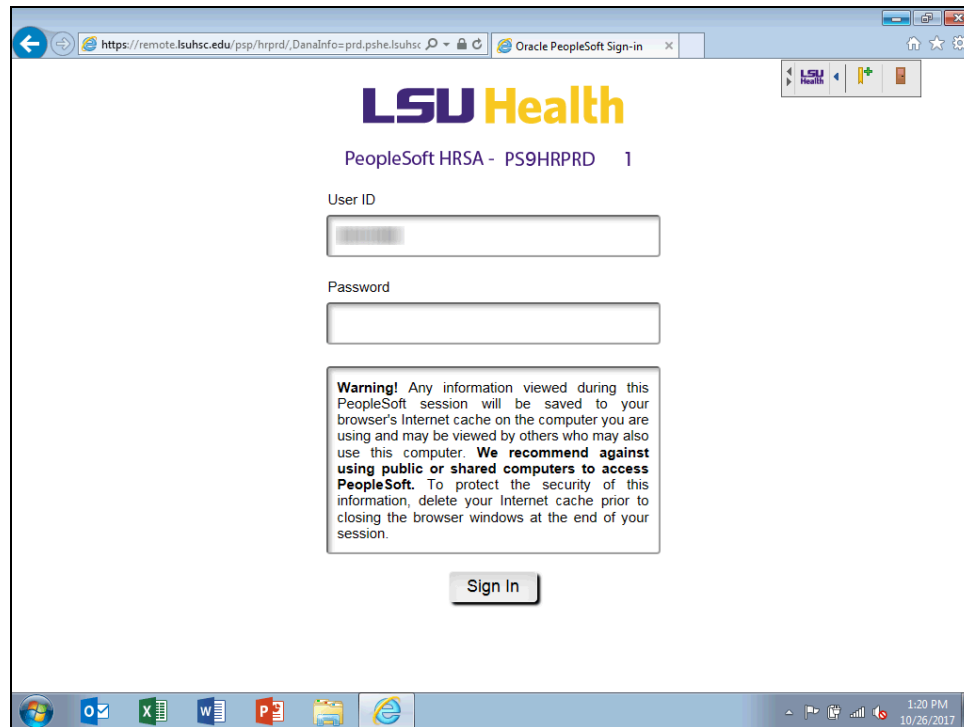 https://remote.lsuhsc.edu/psp/hrprd/,DanaInfo=prd.pshe.lsuhsc
Oracle PeopleSoft Sign-in
LSU Health
LSU Health
PeopleSoft HRSA - PS9HRPRD 1
User ID
Password
Warning! Any information viewed during this
PeopleSoft session will be saved to your
browser's Internet cache on the computer you are
using and may be viewed by others who may also
use this computer. We recommend against
using public or shared computers to access
PeopleSoft. To protect the security of this
information, delete your Internet cache prior to
closing the browser windows at the end of your
session.
Sign In
1:20 PM
10/26/2017